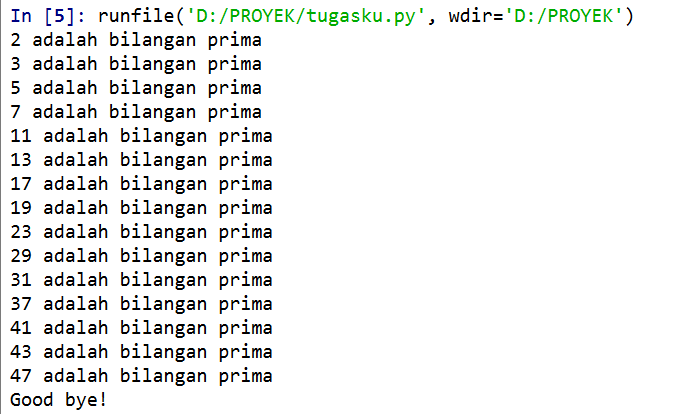 In [5]: runfile('D:/PROYEK/tugasku.py', wdir='D:/PROYEK')
2 adalah bilangan prima
3 adalah bilangan prima
5 adalah bilangan prima
7 adalah bilangan prima
11 adalah bilangan prima
13 adalah bilangan prima
17 adalah bilangan prima
19 adalah bilangan prima
23 adalah bilangan prima
29 adalah bilangan prima
31 adalah bilangan prima
37 adalah bilangan prima
41 adalah bilangan prima
43 adalah bilangan prima
47 adalah bilangan prima
Good bye!